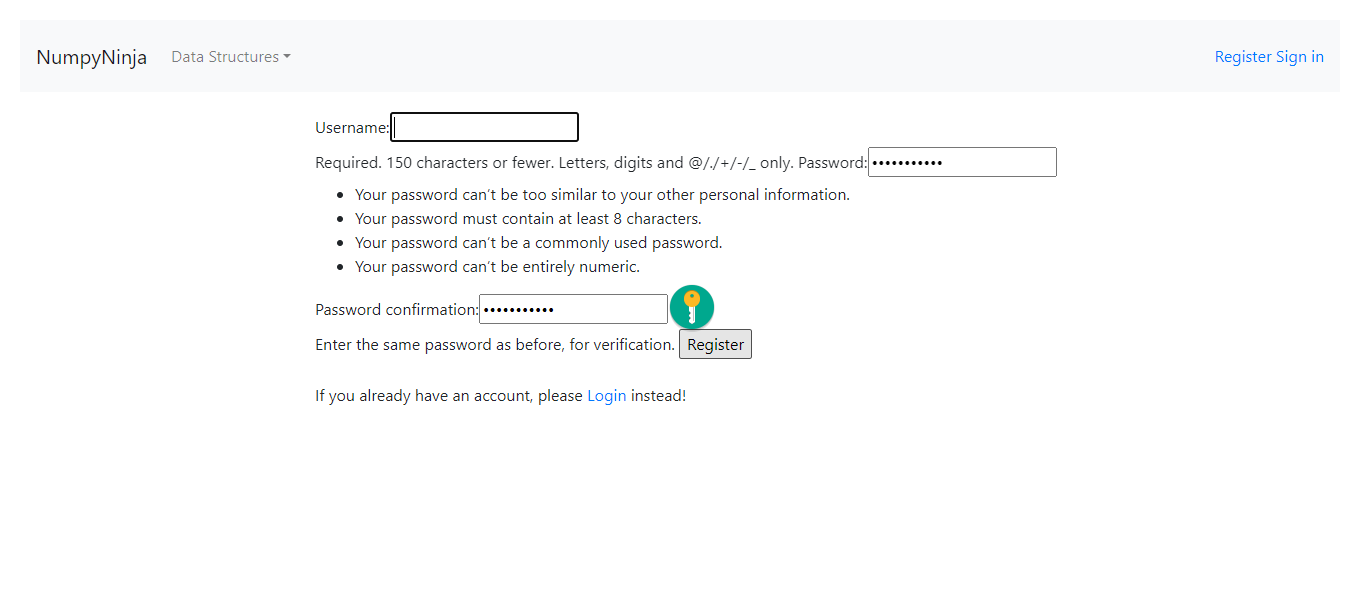 NumpyNinja Data Structures Register Sign in
Username:
Required. 150 characters or fewer. Letters, digits and @/./+/-/_ only. Password: •••••••••••
• Your password can't be too similar to your other personal information.
• Your password must contain at least 8 characters.
• Your password can't be a commonly used password.
• Your password can't be entirely numeric.
Password confirmation: •••••••••••
Enter the same password as before, for verification. Register
If you already have an account, please Login instead!